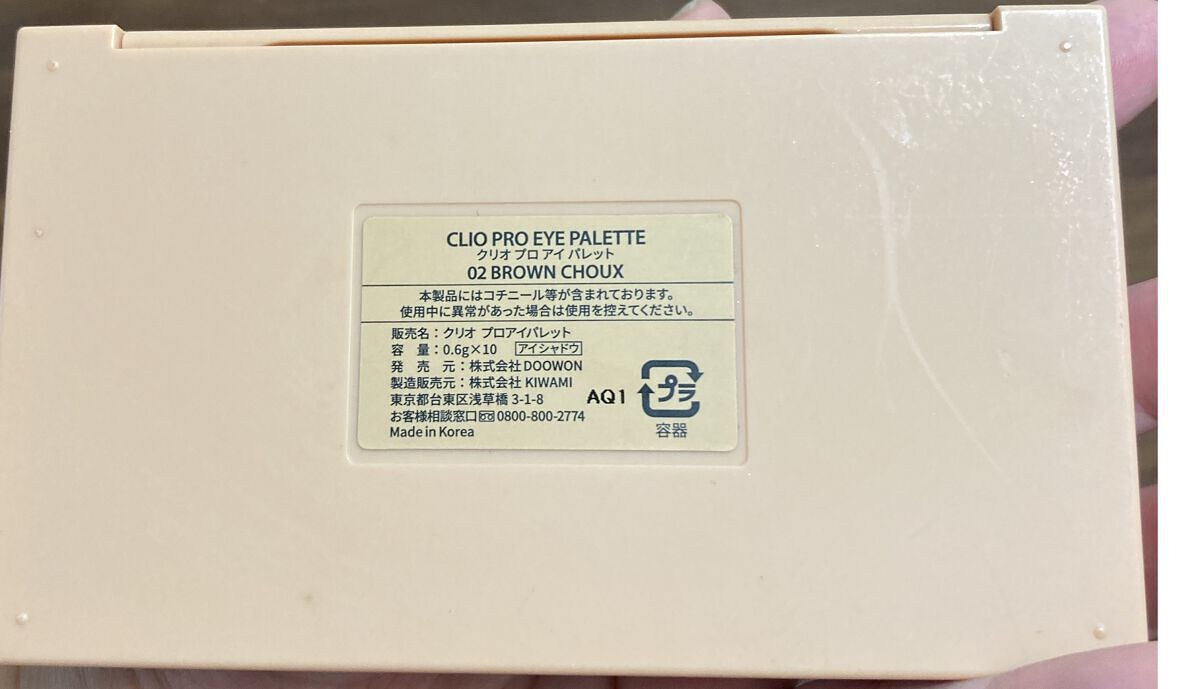 CLIO PRO EYE PALETTE
クリオ プロ アイ パレット
02 BROWN CHOUX
本製品にはコチニール等が含まれております。
使用中に異常があった場合は使用を控えてください。
販売名：クリオ プロアイパレット
容　量：0.6g×10 アイシャドウ
発　売　元：株式会社DOOWON
製造販売元：株式会社 KIWAMI
東京都台東区浅草橋 3-1-8
お客様相談窓口 0800-800-2774
Made in Korea
AQ1
プラ
容器